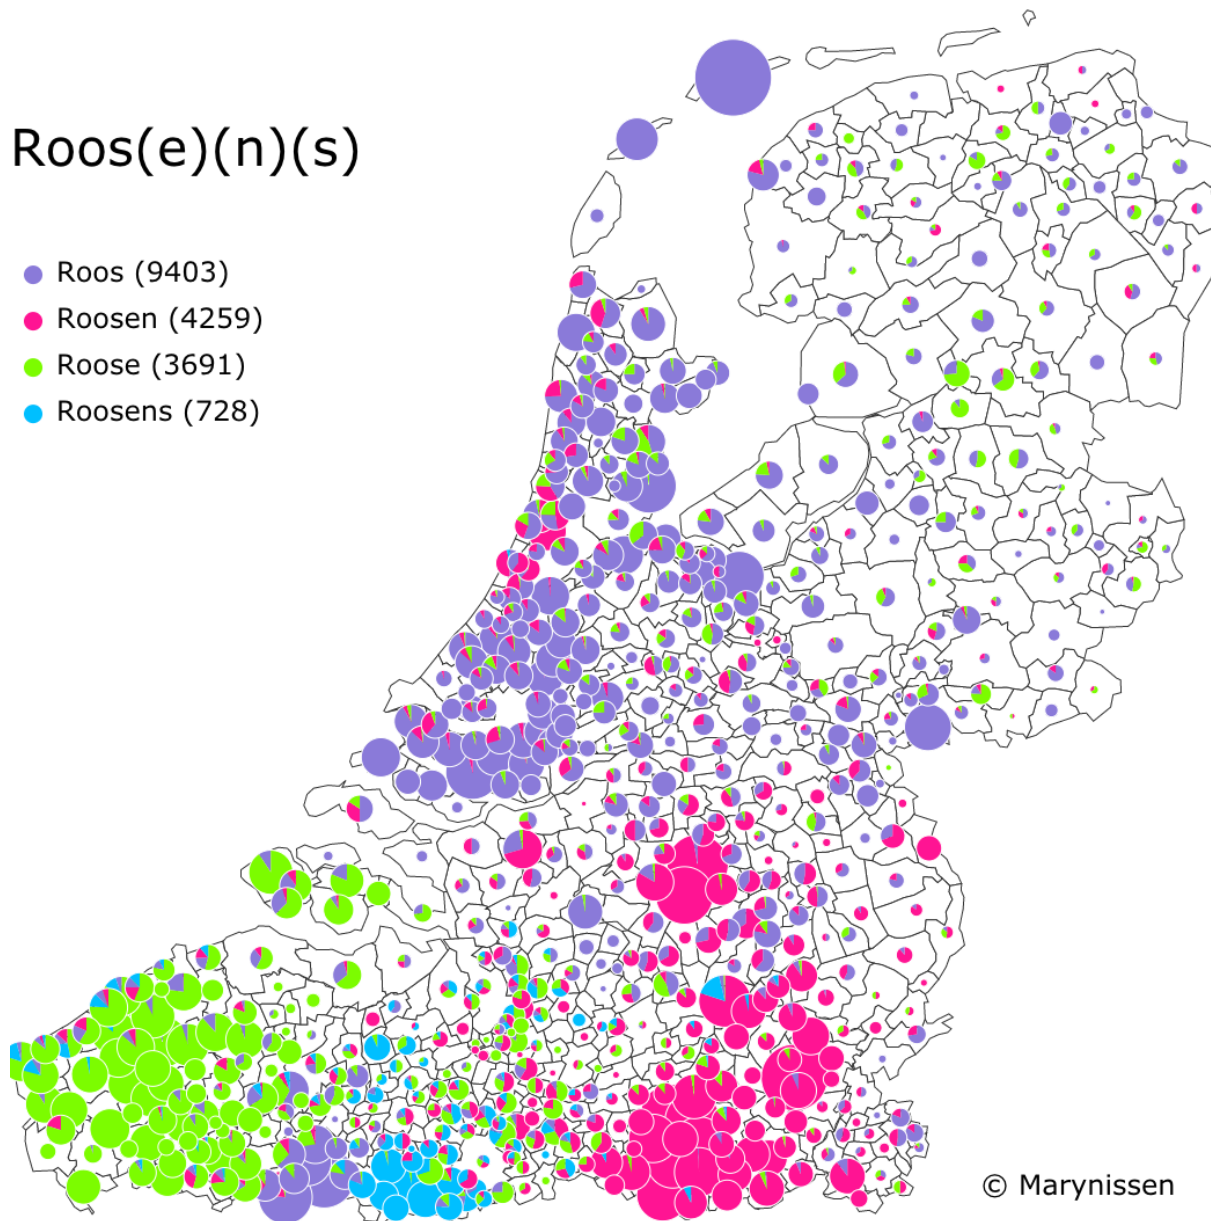 Roos(e)(n)(s)
Roos (9403)
Roosen (4259)
Roose (3691)
Roosens (728)
© Marynissen